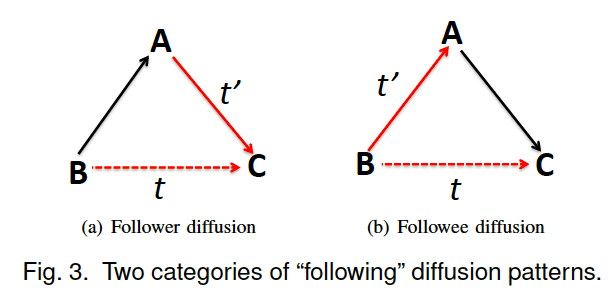 A
A
t’
t’
B
C
B
C
t
t
(a) Follower diffusion
(b) Followee diffusion
Fig. 3. Two categories of “following” diffusion patterns.